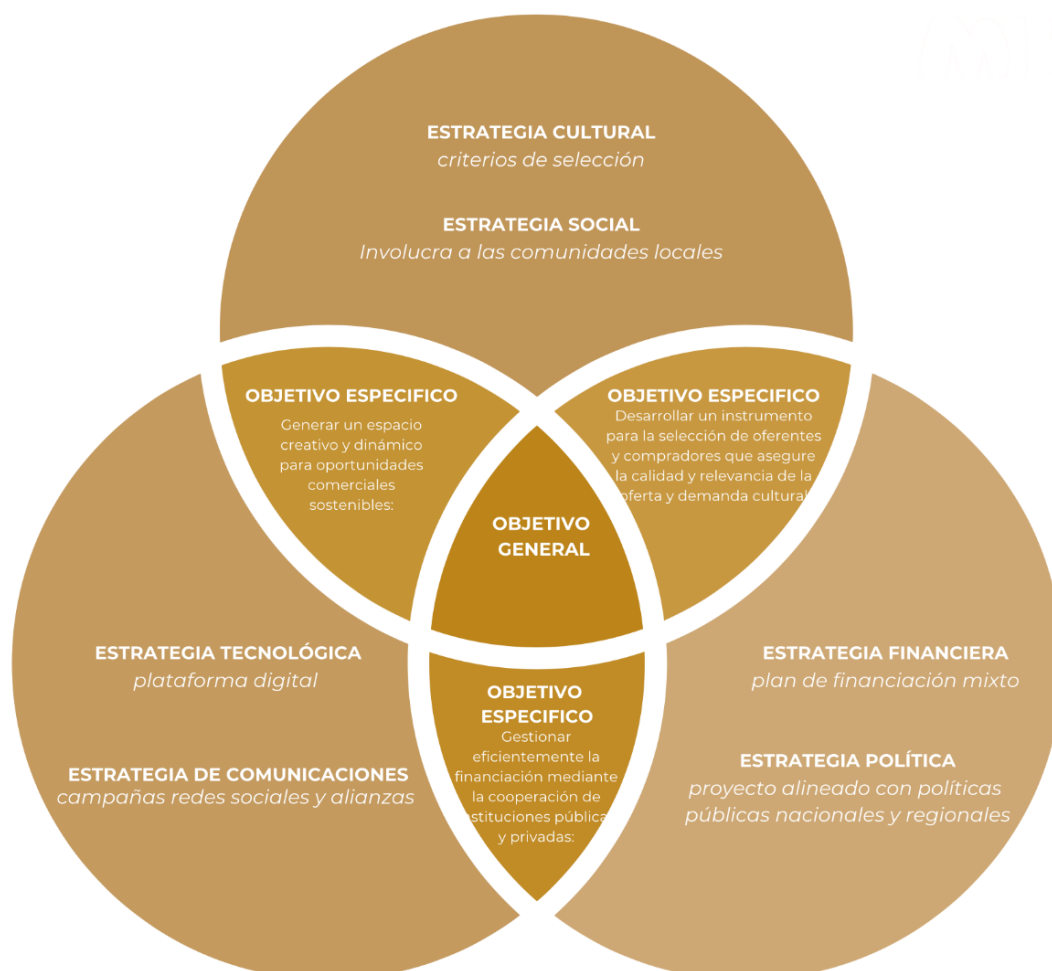 ESTRATEGIA CULTURAL
criterios de selección
ESTRATEGIA SOCIAL
Involucra a las comunidades locales
OBJETIVO ESPECIFICO
Generar un espacio
creativo y dinámico
para oportunidades
comerciales
sostenibles:
OBJETIVO ESPECIFICO
Desarrollar un instrumento
para la selección de oferentes
y compradores que asegure
la calidad y relevancia de la
oferta y demanda cultural
OBJETIVO
GENERAL
ESTRATEGIA TECNOLÓGICA
plataforma digital
ESTRATEGIA DE COMUNICACIONES
campañas redes sociales y alianzas
OBJETIVO
ESPECIFICO
Gestionar
eficientemente la
financiación mediante
la cooperación de
instituciones públicas
y privadas:
ESTRATEGIA FINANCIERA
plan de financiación mixto
ESTRATEGIA POLÍTICA
proyecto alineado con políticas
públicas nacionales y regionales